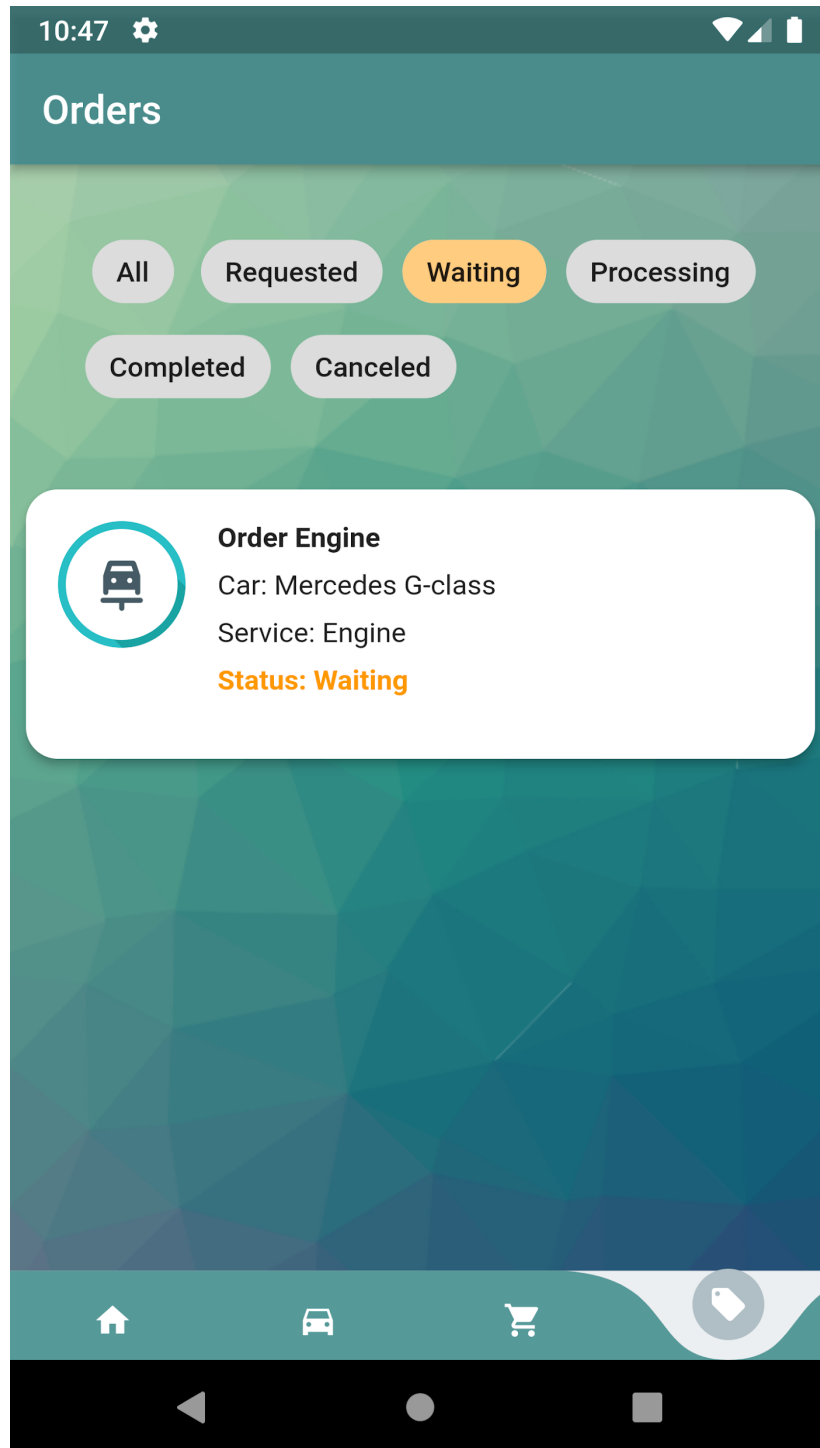 10:47
Orders
All Requested Waiting Processing
Completed Canceled
Order Engine
Car: Mercedes G-class
Service: Engine
Status: Waiting